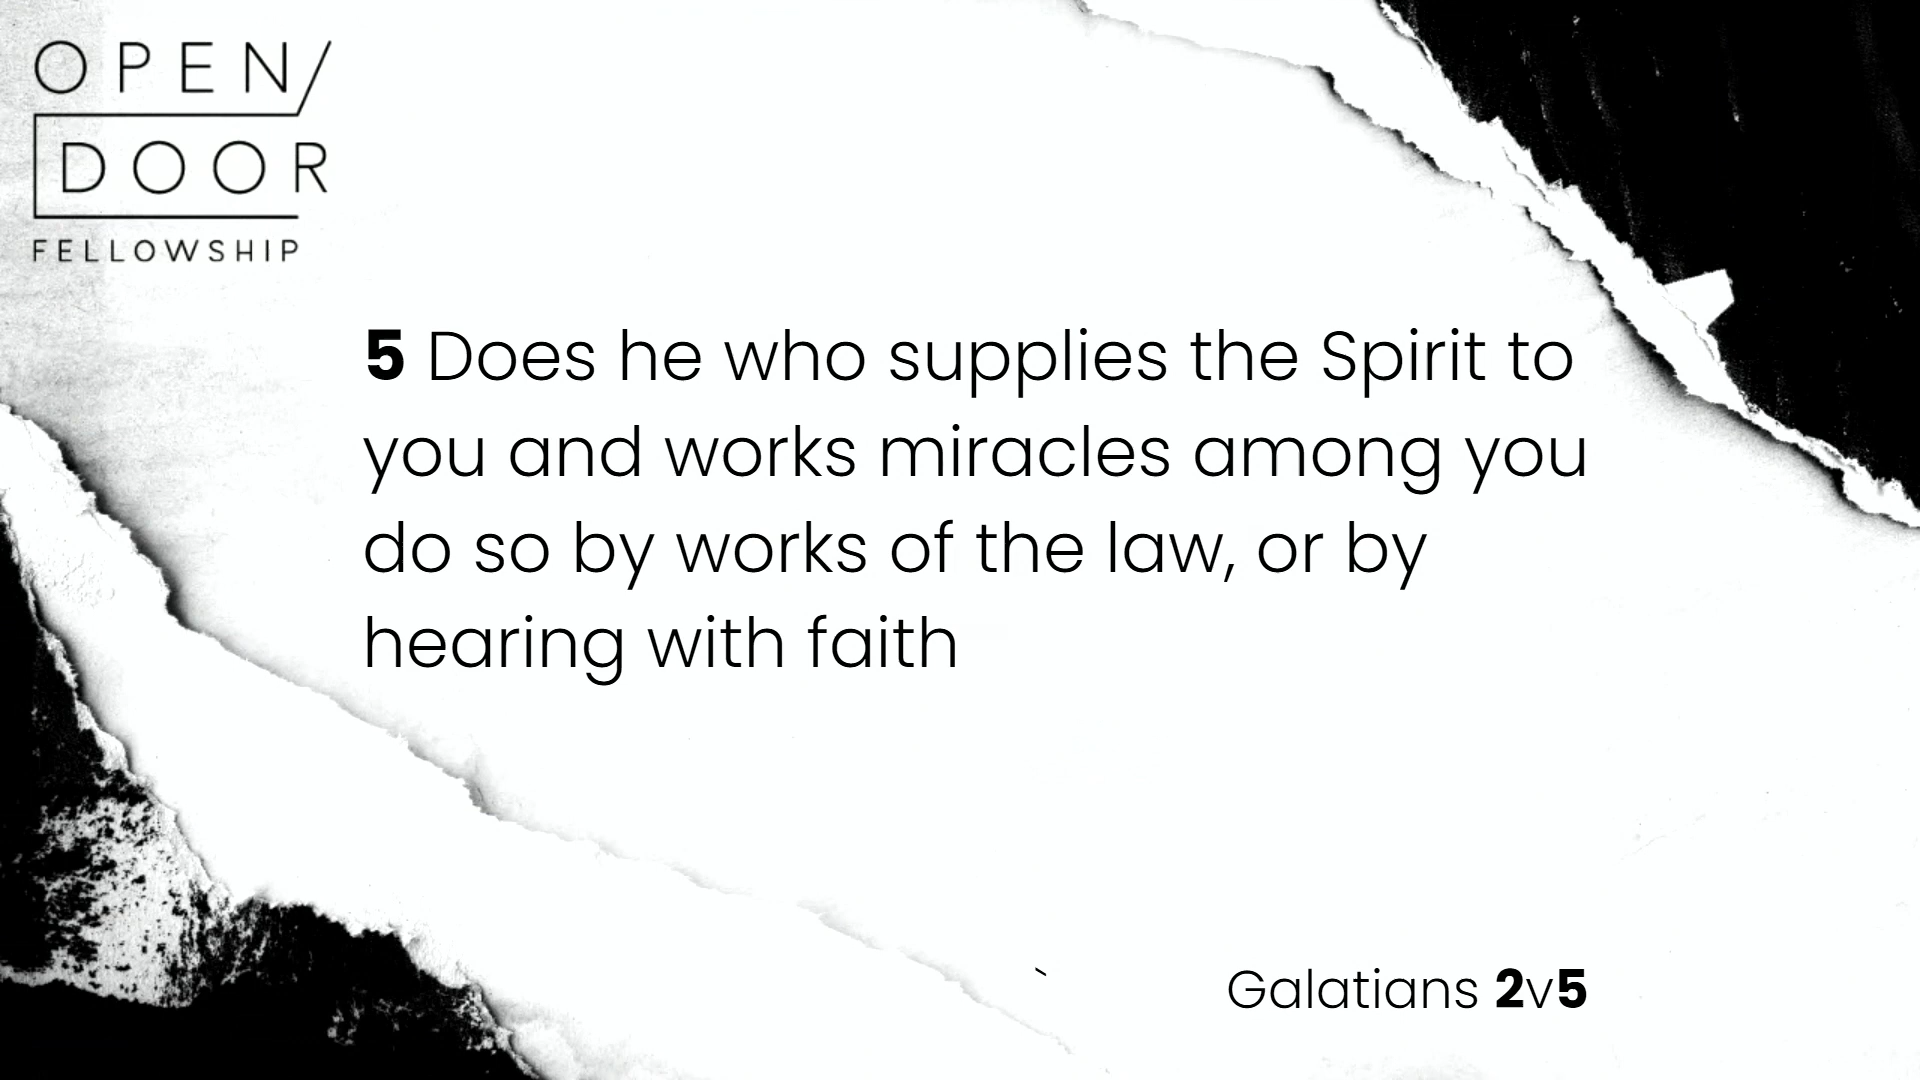 OPEN/
DOOR
FELLOWSHIP
5 Does he who supplies the Spirit to
you and works miracles among you
do so by works of the law, or by
hearing with faith
Galatians 2v5